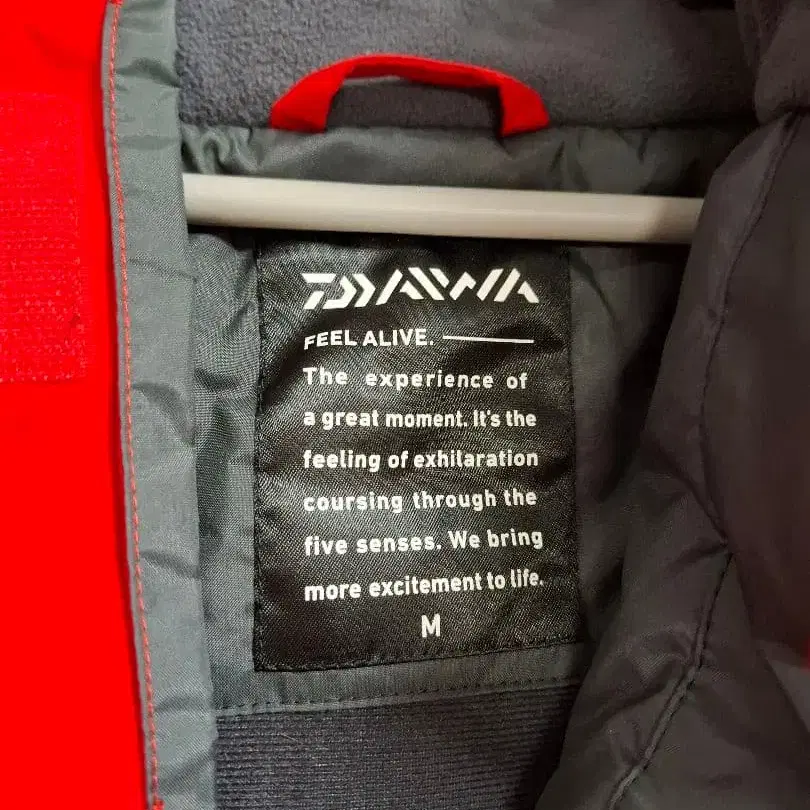 DAIWA
FEEL ALIVE.
The experience of
a great moment. It's the
feeling of exhilaration
coursing through the
five senses. We bring
more excitement to life.
M